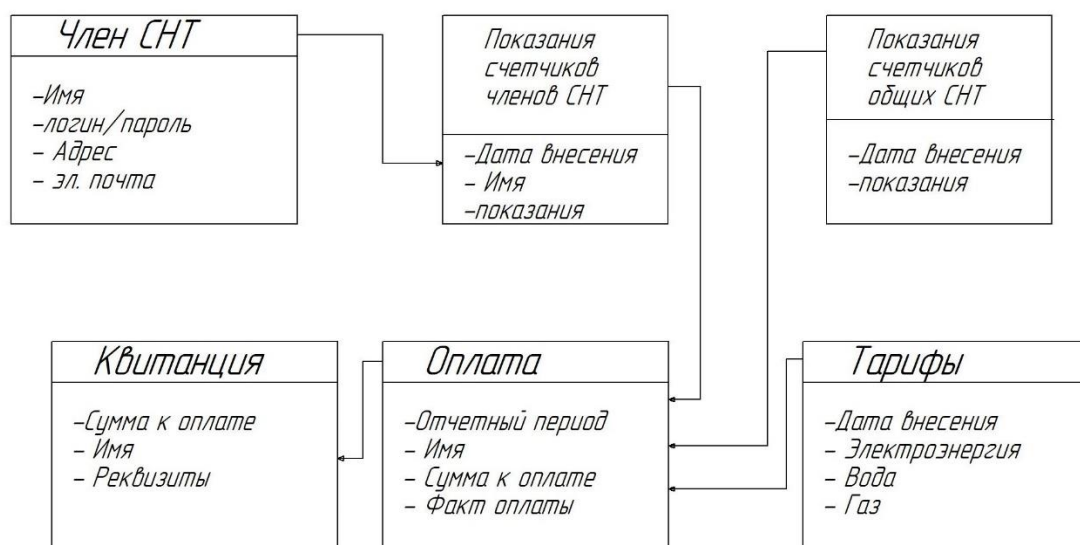 Член СНТ
-Имя
-логин/пароль
- Адрес
- эл. почта
Показания
счетчиков
членов СНТ
-Дата внесения
- Имя
-показания
Показания
счетчиков
общих СНТ
-Дата внесения
-показания
Квитанция
-Сумма к оплате
- Имя
- Реквизиты
Оплата
-Отчетный период
- Имя
- Сумма к оплате
- Факт оплаты
Тарифы
-Дата внесения
- Электроэнергия
- Вода
- Газ